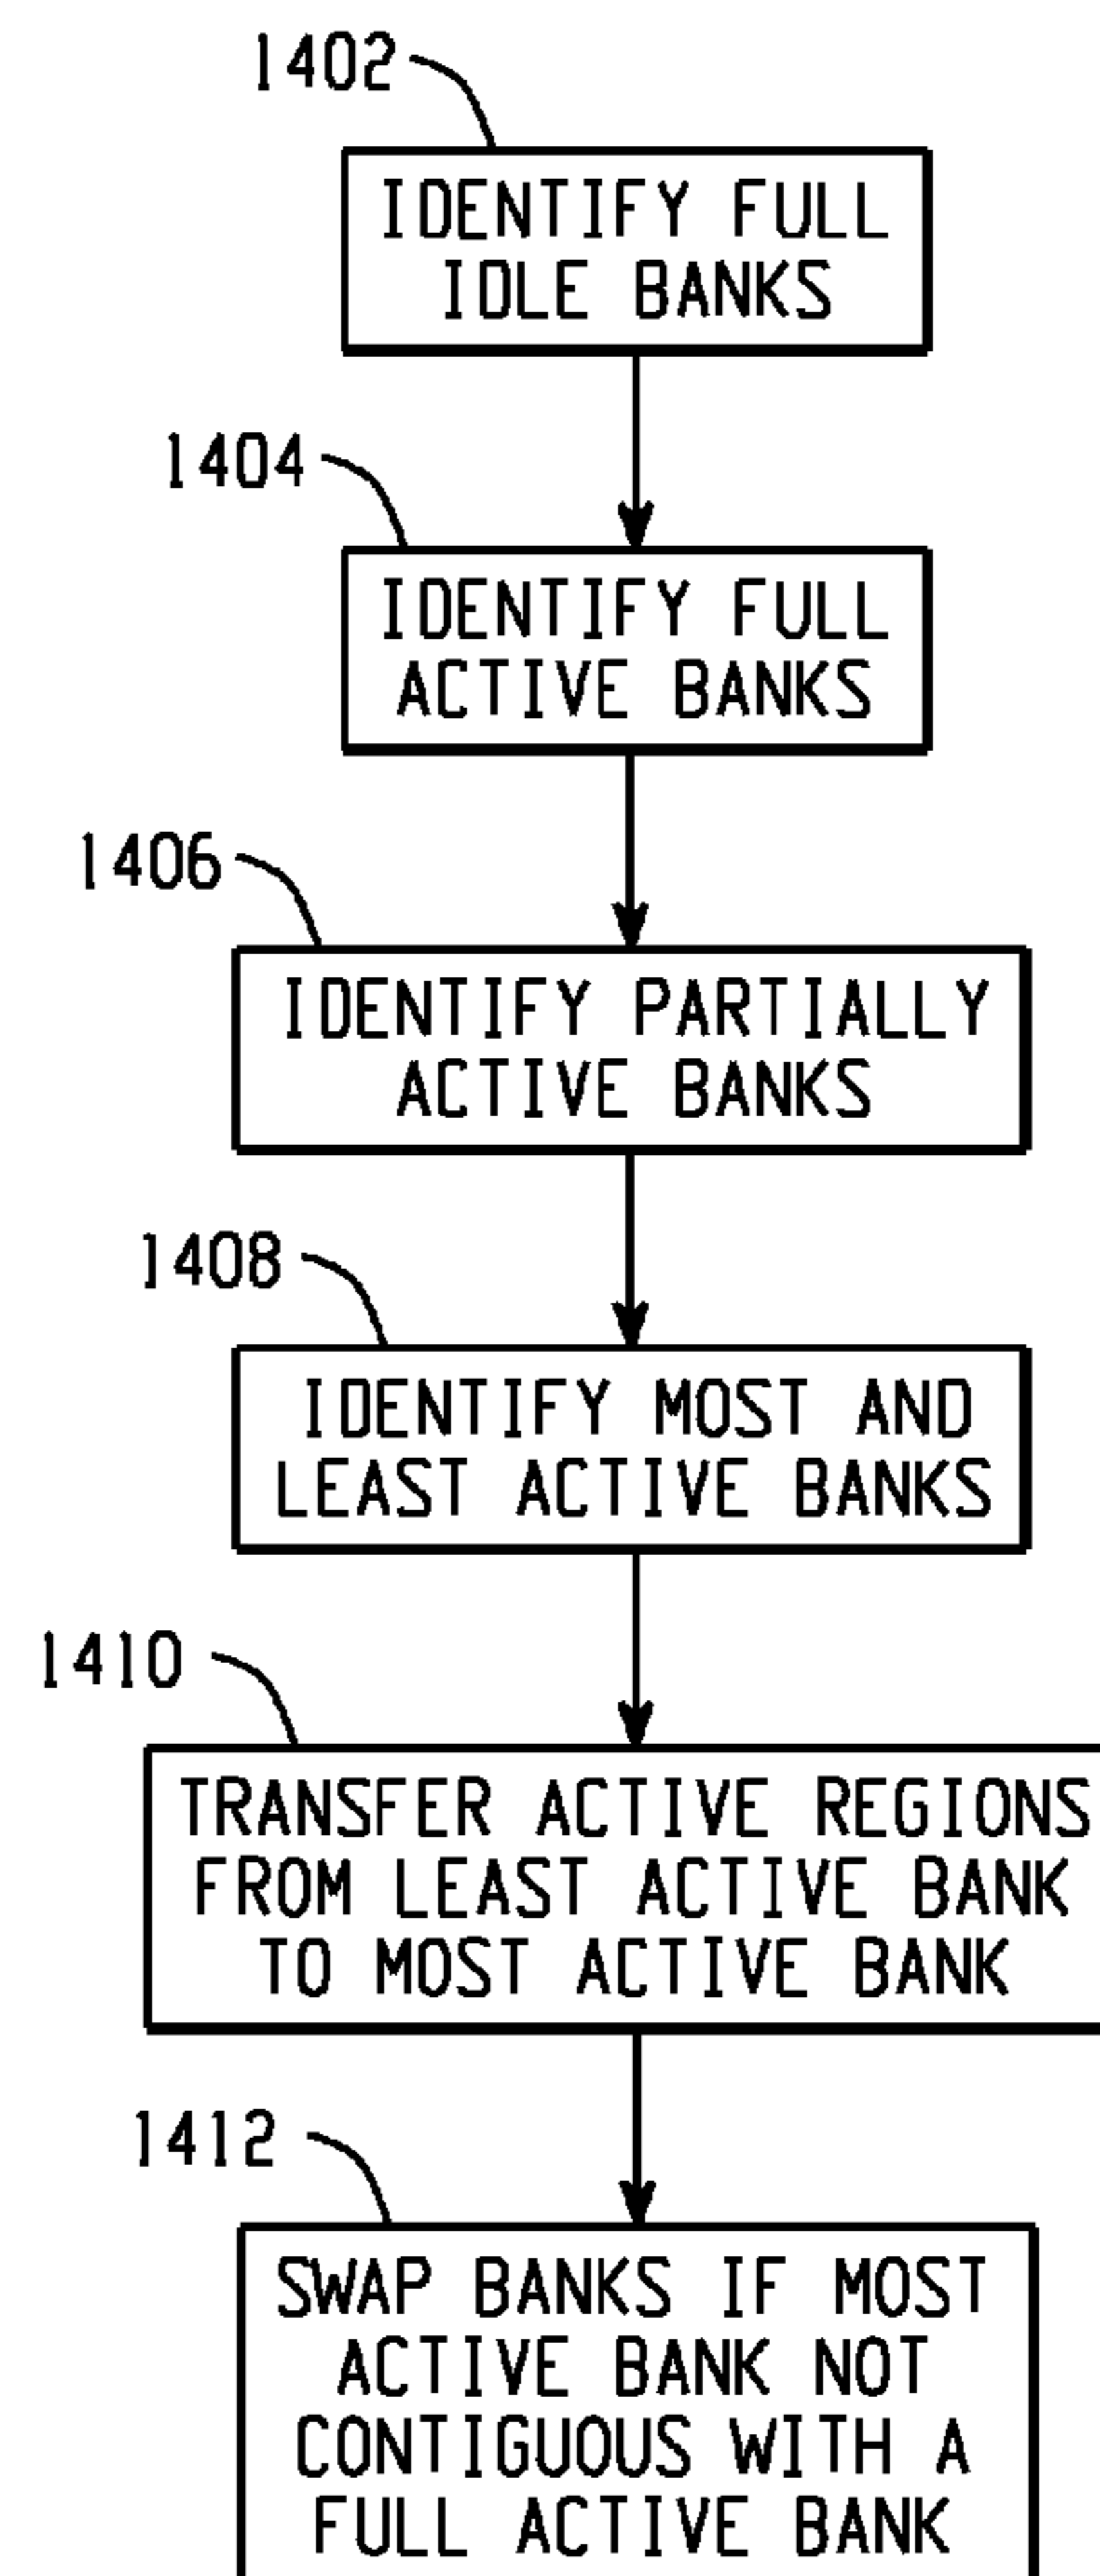 1402
IDENTIFY FULL
IDLE BANKS
1404
IDENTIFY FULL
ACTIVE BANKS
1406
IDENTIFY PARTIALLY
ACTIVE BANKS
1408
IDENTIFY MOST AND
LEAST ACTIVE BANKS
1410
TRANSFER ACTIVE REGIONS
FROM LEAST ACTIVE BANK
TO MOST ACTIVE BANK
1412
SWAP BANKS IF MOST
ACTIVE BANK NOT
CONTIGUOUS WITH A
FULL ACTIVE BANK